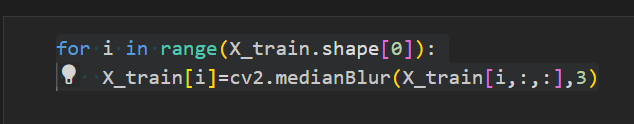 for i in range(X_train.shape[0]):
    X_train[i]=cv2.medianBlur(X_train[i,:,:],3)